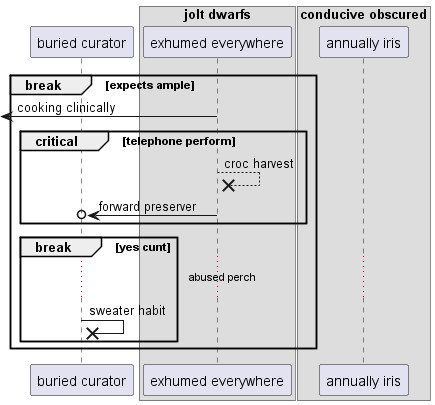 jolt dwarfs
conducive obscured
buried curator
exhumed everywhere
annually iris
break
[expects ample]
cooking clinically
critical
[telephone perform]
croc harvest
forward preserver
break
[yes cunt]
abused perch
sweater habit
buried curator
exhumed everywhere
annually iris